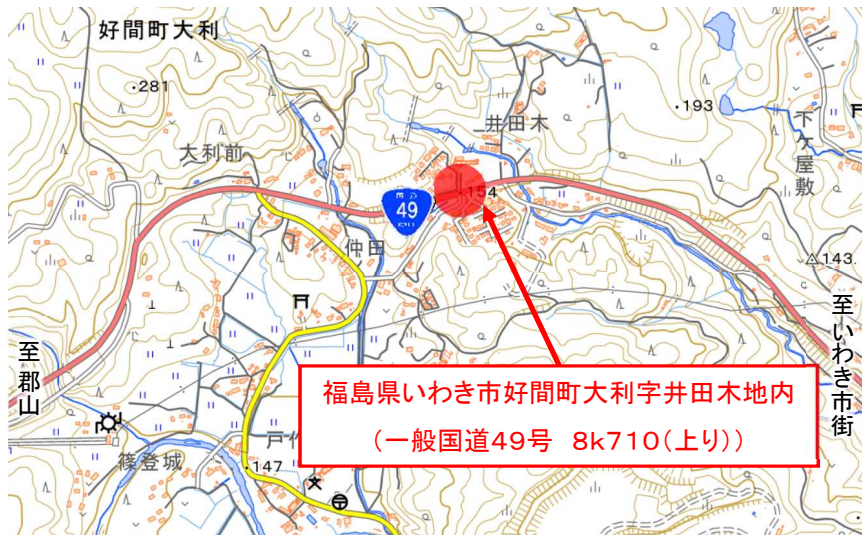 好間町大利
・281
大利前
井田木
・193
下ケ屋敷
49
・154
仲田
143
至郡山
至いわき市街
福島県いわき市好間町大利字井田木地内
（一般国道49号　8k710（上り））
戸作
篠登城
・147